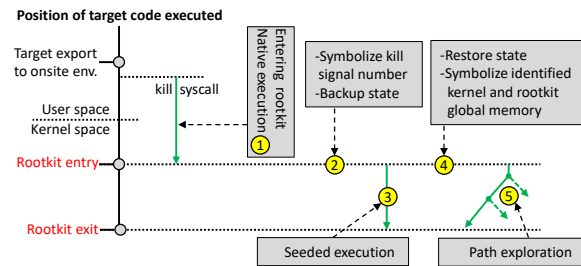 Position of target code executed
Target export
to onsite env.
kill
syscall
User space
Kernel space
Rootkit entry
Rootkit exit
Entering rootkit
Native execution
1
-Symbolize kill
signal number
-Backup state
2
-Restore state
-Symbolize identified
kernel and rootkit
global memory
4
3
5
Seeded execution
Path exploration